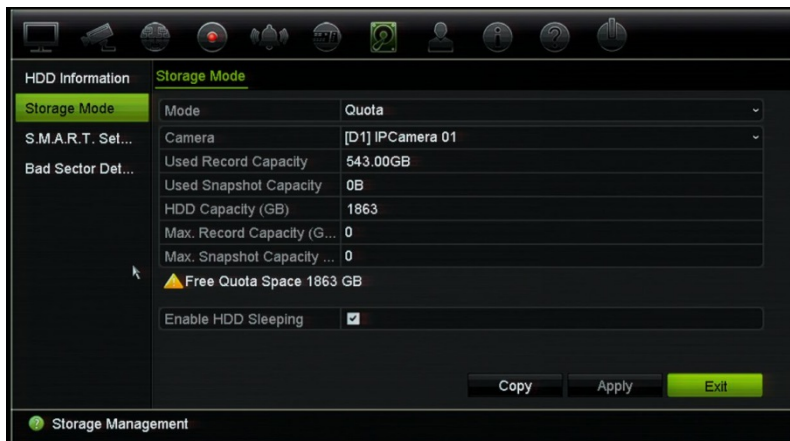 HDD Information
Storage Mode
Storage Mode
Mode Quota
S.M.A.R.T. Set...
Camera [D1] IPCamera 01
Bad Sector Det...
Used Record Capacity 543.00GB
Used Snapshot Capacity 0B
HDD Capacity (GB) 1863
Max. Record Capacity (G... 0
Max. Snapshot Capacity ... 0
Free Quota Space 1863 GB
Enable HDD Sleeping
Copy Apply Exit
Storage Management